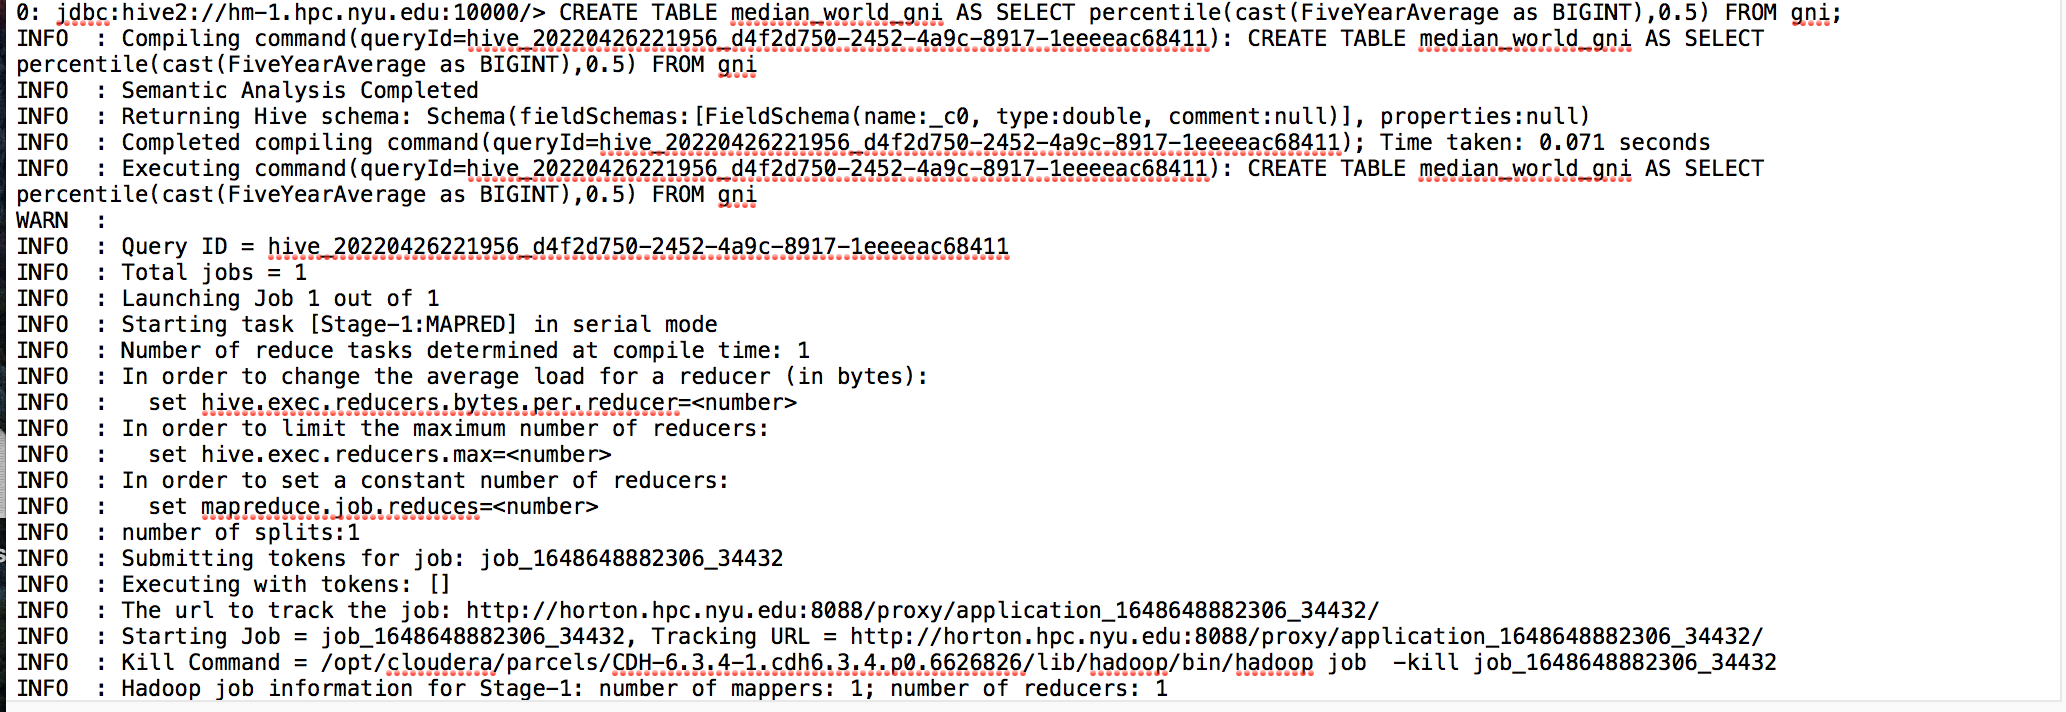 0: jdbc:hive2://hm-1.hpc.nyu.edu:10000/> CREATE TABLE median_world_gni AS SELECT percentile(cast(FiveYearAverage as BIGINT),0.5) FROM gni;
INFO  : Compiling command(queryId=hive_20220426221956_d4f2d750-2452-4a9c-8917-1eeeeac68411): CREATE TABLE median_world_gni AS SELECT
percentile(cast(FiveYearAverage as BIGINT),0.5) FROM gni
INFO  : Semantic Analysis Completed
INFO  : Returning Hive schema: Schema(fieldSchemas:[FieldSchema(name:_c0, type:double, comment:null)], properties:null)
INFO  : Completed compiling command(queryId=hive_20220426221956_d4f2d750-2452-4a9c-8917-1eeeeac68411); Time taken: 0.071 seconds
INFO  : Executing command(queryId=hive_20220426221956_d4f2d750-2452-4a9c-8917-1eeeeac68411): CREATE TABLE median_world_gni AS SELECT
percentile(cast(FiveYearAverage as BIGINT),0.5) FROM gni
WARN  :
INFO  : Query ID = hive_20220426221956_d4f2d750-2452-4a9c-8917-1eeeeac68411
INFO  : Total jobs = 1
INFO  : Launching Job 1 out of 1
INFO  : Starting task [Stage-1:MAPRED] in serial mode
INFO  : Number of reduce tasks determined at compile time: 1
INFO  : In order to change the average load for a reducer (in bytes):
INFO  :   set hive.exec.reducers.bytes.per.reducer=<number>
INFO  : In order to limit the maximum number of reducers:
INFO  :   set hive.exec.reducers.max=<number>
INFO  : In order to set a constant number of reducers:
INFO  :   set mapreduce.job.reduces=<number>
INFO  : number of splits:1
INFO  : Submitting tokens for job: job_1648648882306_34432
INFO  : Executing with tokens: []
INFO  : The url to track the job: http://horton.hpc.nyu.edu:8088/proxy/application_1648648882306_34432/
INFO  : Starting Job = job_1648648882306_34432, Tracking URL = http://horton.hpc.nyu.edu:8088/proxy/application_1648648882306_34432/
INFO  : Kill Command = /opt/cloudera/parcels/CDH-6.3.4-1.cdh6.3.4.p0.6626826/lib/hadoop/bin/hadoop job  -kill job_1648648882306_34432
INFO  : Hadoop job information for Stage-1: number of mappers: 1; number of reducers: 1